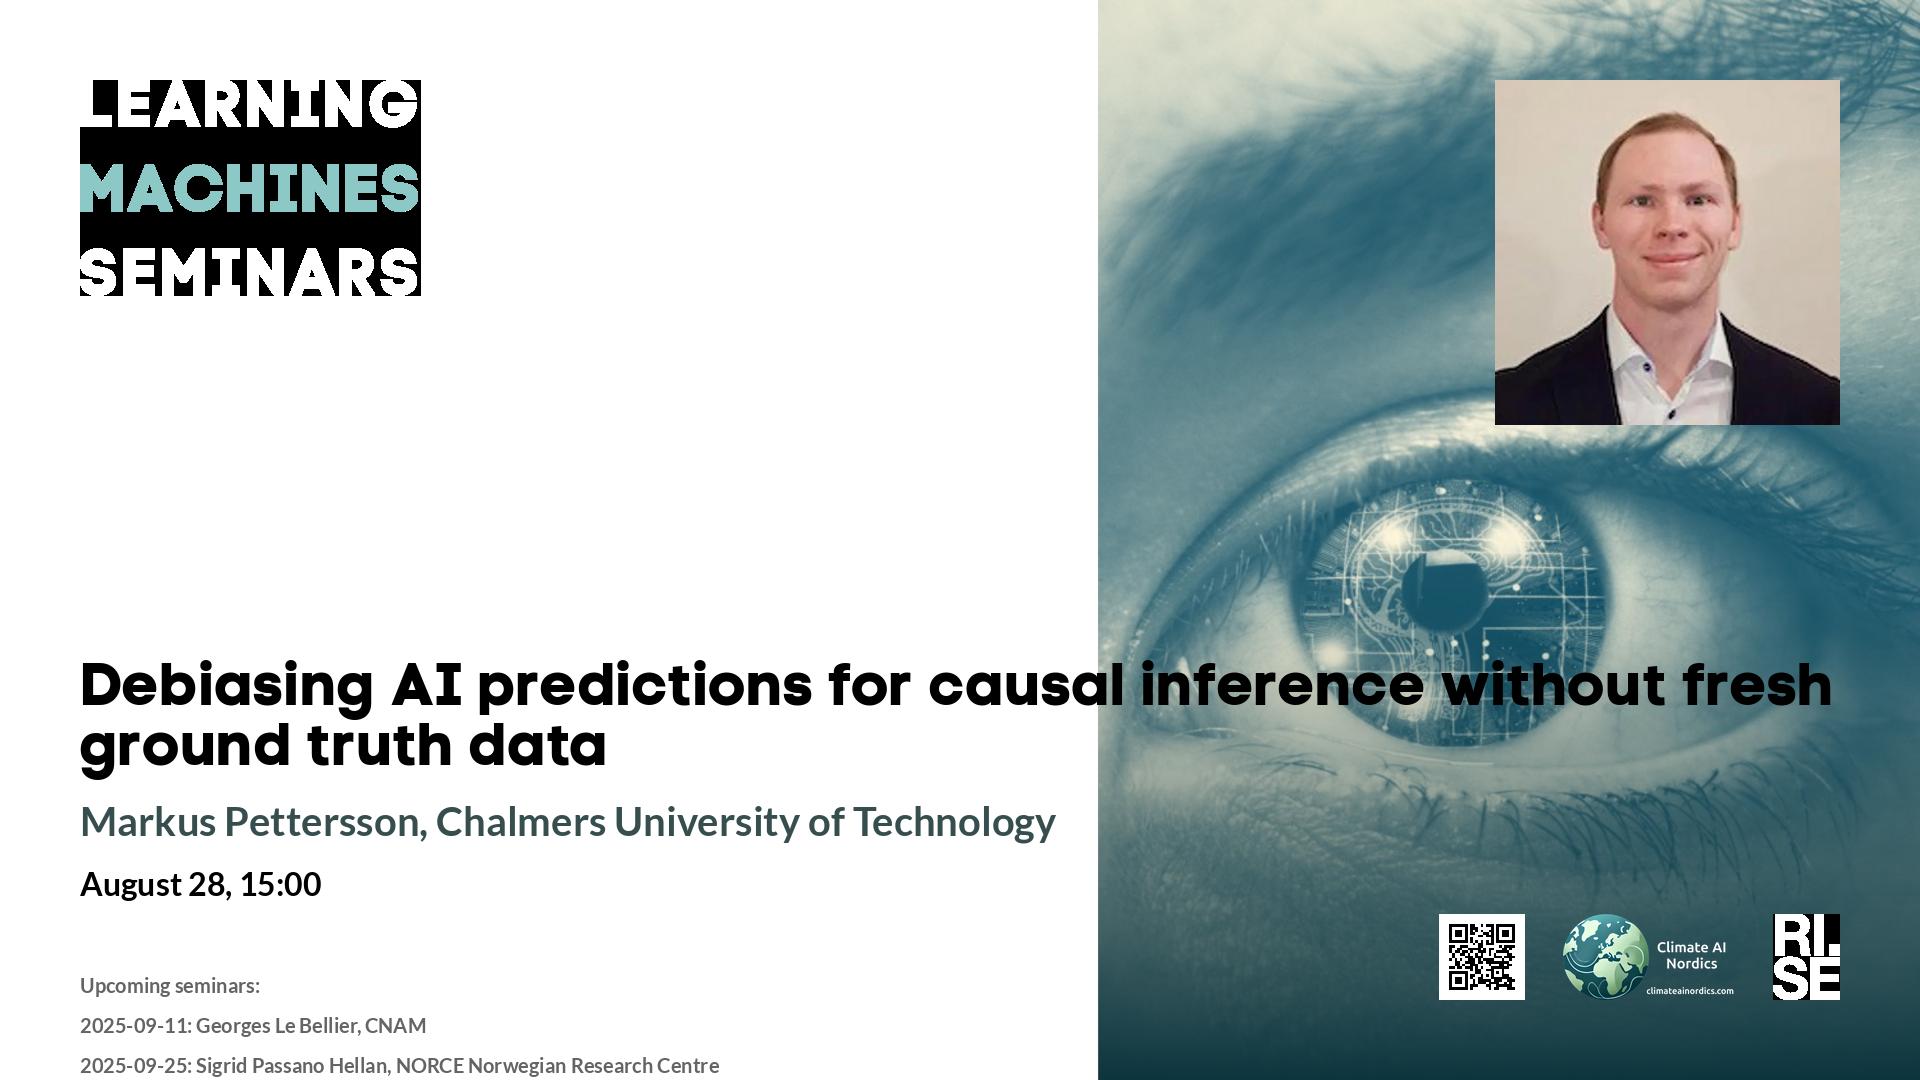 LEARNING
MACHINES
SEMINARS
Debiasing AI predictions for causal inference without fresh
ground truth data
Markus Pettersson, Chalmers University of Technology
August 28, 15:00
Upcoming seminars:
2025-09-11: Georges Le Bellier, CNAM
2025-09-25: Sigrid Passano Hellan, NORCE Norwegian Research Centre
Climate AI
Nordics
climateainordics.com
RI.
SE